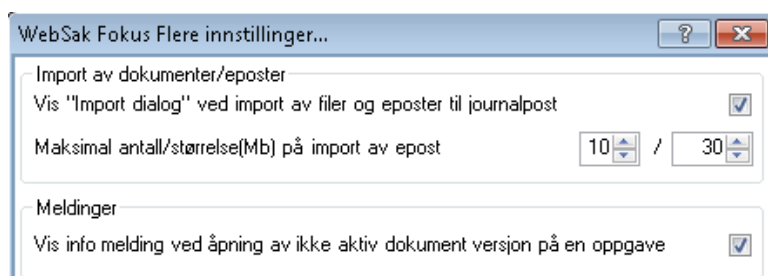 WebSak Fokus Flere innstillinger...
Import av dokumenter/eposter
Vis "Import dialog" ved import av filer og eposter til journalpost
Maksimal antall/størrelse(Mb) på import av epost 10 / 30
Meldinger
Vis info melding ved åpning av ikke aktiv dokument versjon på en oppgave